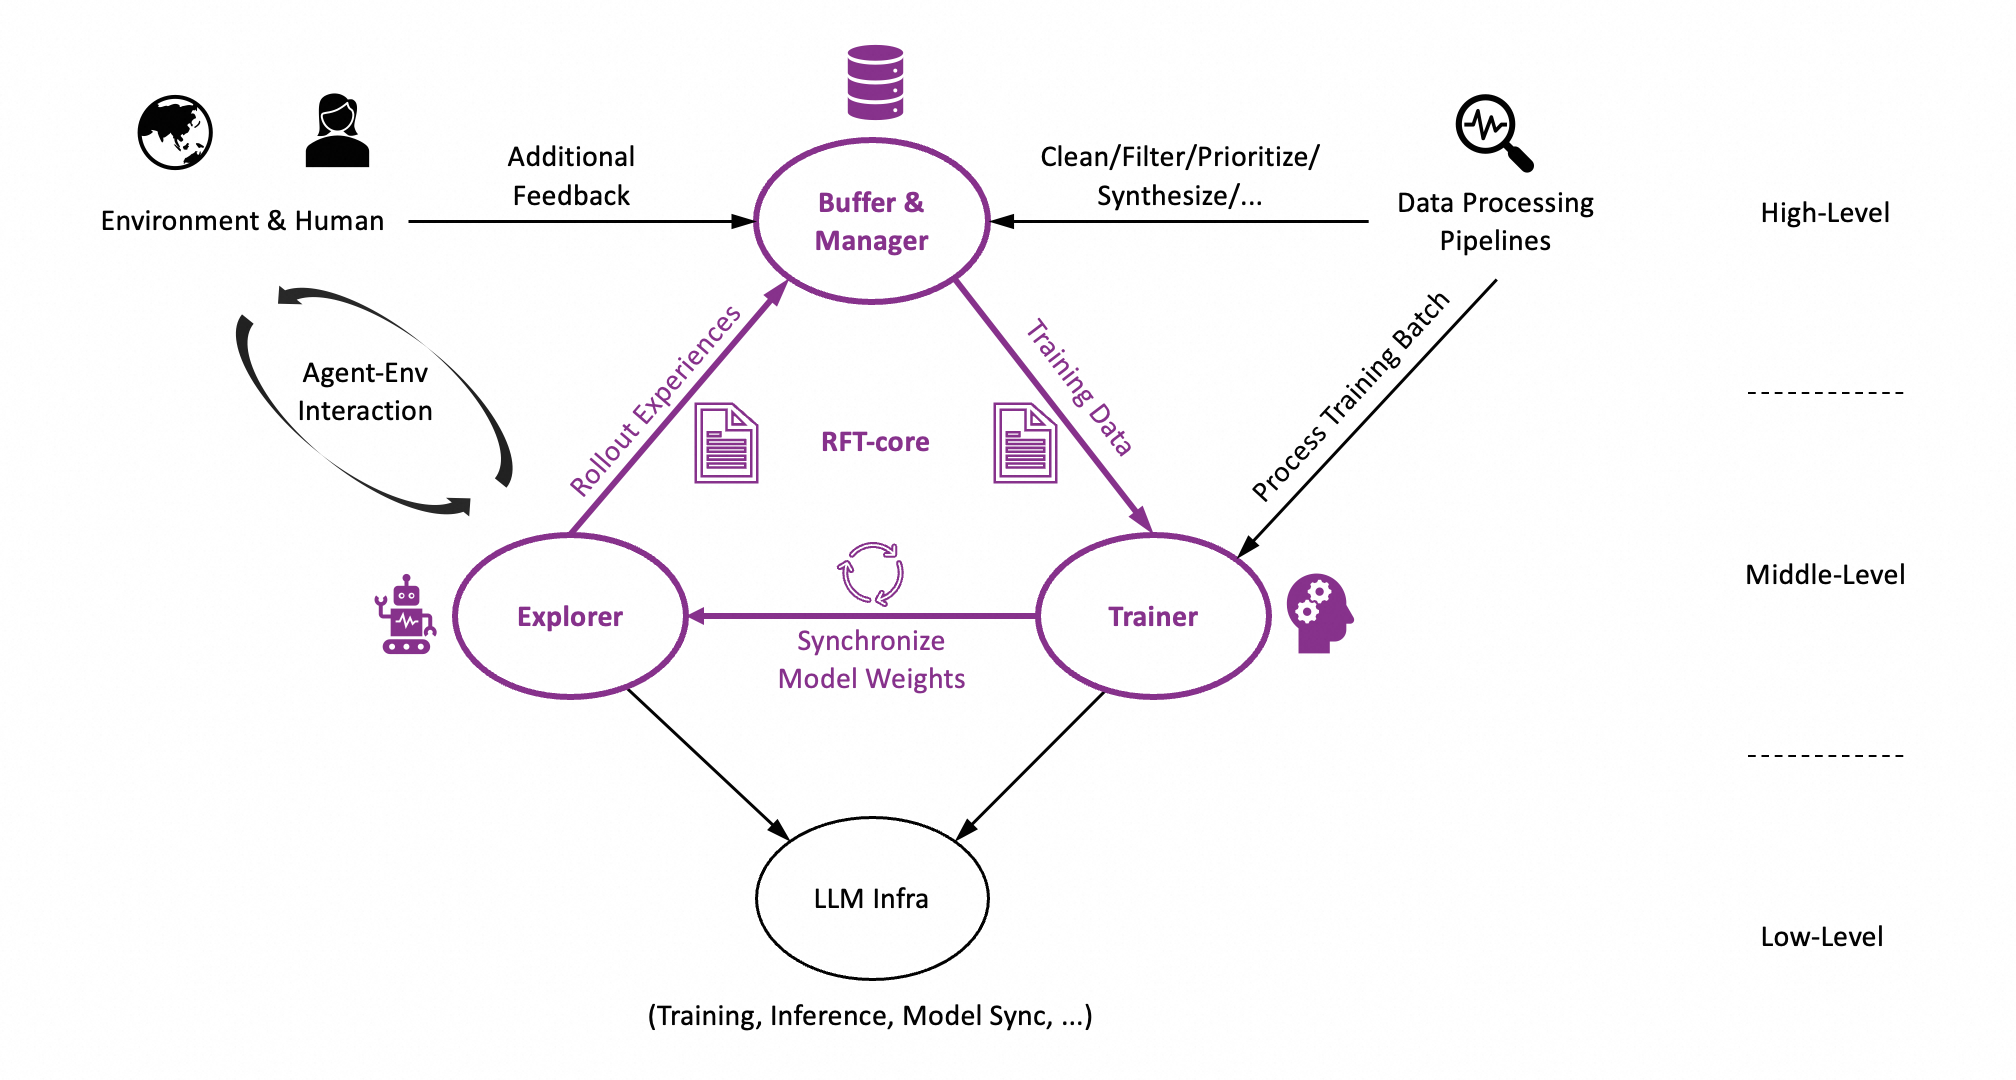 Additional
Feedback
Clean/Filter/Prioritize/
Synthesize/...
Environment & Human
Buffer &
Manager
Data Processing
Pipelines
High-Level
Agent-Env
Interaction
Rollout Experiences
RFT-core
Training Data
Process Training Batch
Explorer
Synchronize
Model Weights
Trainer
Middle-Level
LLM Infra
Low-Level
(Training, Inference, Model Sync, ...)